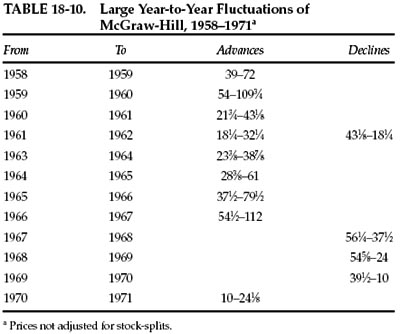 TABLE 18-10. Large Year-to-Year Fluctuations of
McGraw-Hill, 1958–1971ᵃ
From To Advances Declines
1958 1959 39–72
1959 1960 54–109¾
1960 1961 21¾–43⅛
1961 1962 18¼–32¼ 43⅛–18¼
1963 1964 23⅜–38⅞
1964 1965 28⅜–61
1965 1966 37½–79½
1966 1967 54½–112
1967 1968 56¼–37½
1968 1969 54⅝–24
1969 1970 39½–10
1970 1971 10–24⅛
ᵃ Prices not adjusted for stock-splits.